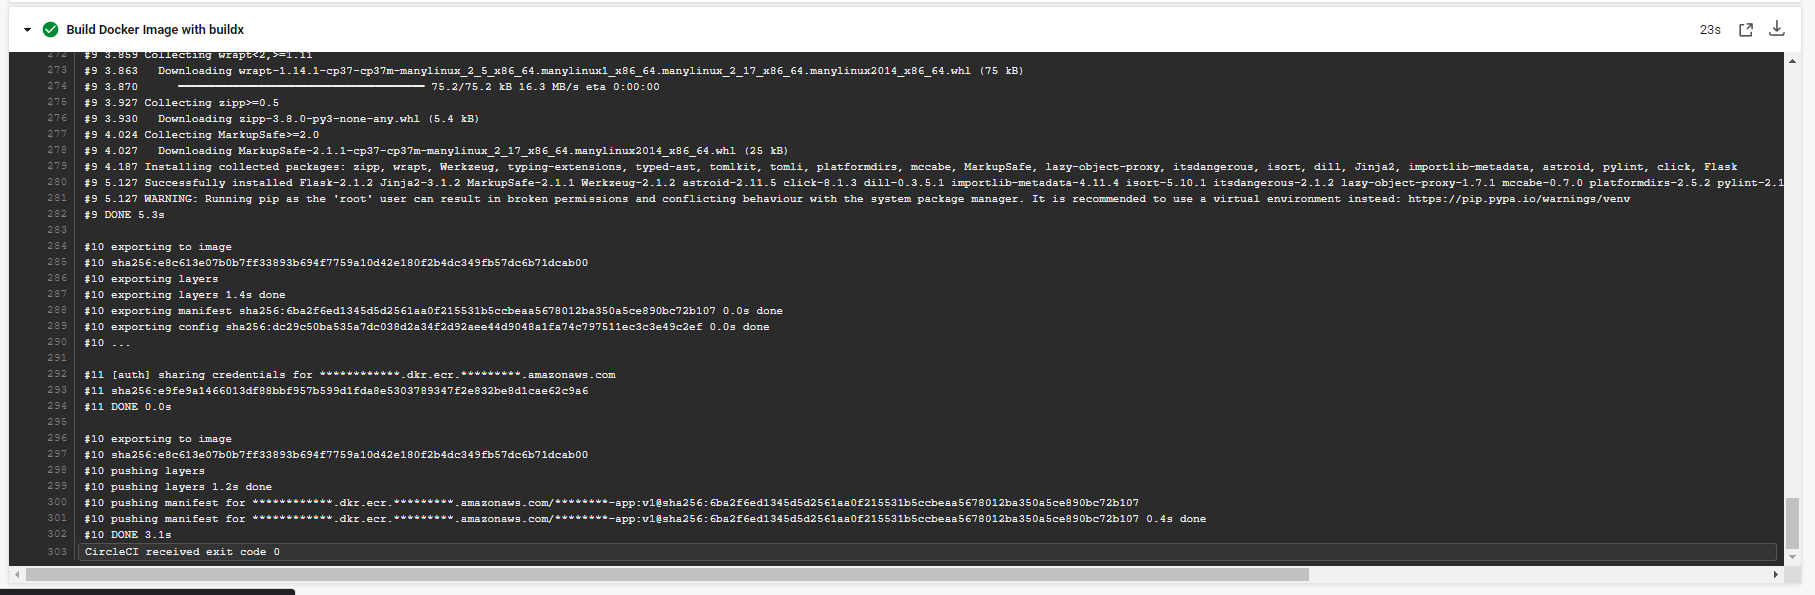 Build Docker Image with buildx
23s
272 #9 3.859 Collecting wrapt<2,>=1.11
273 #9 3.863   Downloading wrapt-1.14.1-cp37-cp37m-manylinux_2_5_x86_64.manylinux1_x86_64.manylinux_2_17_x86_64.manylinux2014_x86_64.whl (75 kB)
274 #9 3.870      ━━━━━━━━━━━━━━━━━━━━━━━━━━━━━━━━━━━━━ 75.2/75.2 kB 16.3 MB/s eta 0:00:00
275 #9 3.927 Collecting zipp>=0.5
276 #9 3.930   Downloading zipp-3.8.0-py3-none-any.whl (5.4 kB)
277 #9 4.024 Collecting MarkupSafe>=2.0
278 #9 4.027   Downloading MarkupSafe-2.1.1-cp37-cp37m-manylinux_2_17_x86_64.manylinux2014_x86_64.whl (25 kB)
279 #9 4.187 Installing collected packages: zipp, wrapt, Werkzeug, typing-extensions, typed-ast, tomlkit, tomli, platformdirs, mccabe, MarkupSafe, lazy-object-proxy, itsdangerous, isort, dill, Jinja2, importlib-metadata, astroid, pylint, click, Flask
280 #9 5.127 Successfully installed Flask-2.1.2 Jinja2-3.1.2 MarkupSafe-2.1.1 Werkzeug-2.1.2 astroid-2.11.5 click-8.1.3 dill-0.3.5.1 importlib-metadata-4.11.4 isort-5.10.1 itsdangerous-2.1.2 lazy-object-proxy-1.7.1 mccabe-0.7.0 platformdirs-2.5.2 pylint-2.1
281 #9 5.127 WARNING: Running pip as the 'root' user can result in broken permissions and conflicting behaviour with the system package manager. It is recommended to use a virtual environment instead: https://pip.pypa.io/warnings/venv
282 #9 DONE 5.3s
283
284 #10 exporting to image
285 #10 sha256:e8c613e07b0b7ff33893b694f7759a10d42e180f2b4dc349fb57dc6b71dcab00
286 #10 exporting layers
287 #10 exporting layers 1.4s done
288 #10 exporting manifest sha256:6ba2f6ed1345d5d2561aa0f215531b5ccbeaa5678012ba350a5ce890bc72b107 0.0s done
289 #10 exporting config sha256:dc29c50ba535a7dc038d2a34f2d92aee44d9048a1fa74c797511ec3c3e49c2ef 0.0s done
290 #10 ...
291
292 #11 [auth] sharing credentials for ************.dkr.ecr.*********.amazonaws.com
293 #11 sha256:e9fe9a1466013df88bbf957b599d1fda8e5303789347f2e832be8d1cae62c9a6
294 #11 DONE 0.0s
295
296 #10 exporting to image
297 #10 sha256:e8c613e07b0b7ff33893b694f7759a10d42e180f2b4dc349fb57dc6b71dcab00
298 #10 pushing layers
299 #10 pushing layers 1.2s done
300 #10 pushing manifest for ************.dkr.ecr.*********.amazonaws.com/********-app:v1@sha256:6ba2f6ed1345d5d2561aa0f215531b5ccbeaa5678012ba350a5ce890bc72b107
301 #10 pushing manifest for ************.dkr.ecr.*********.amazonaws.com/********-app:v1@sha256:6ba2f6ed1345d5d2561aa0f215531b5ccbeaa5678012ba350a5ce890bc72b107 0.4s done
302 #10 DONE 3.1s
303 CircleCI received exit code 0